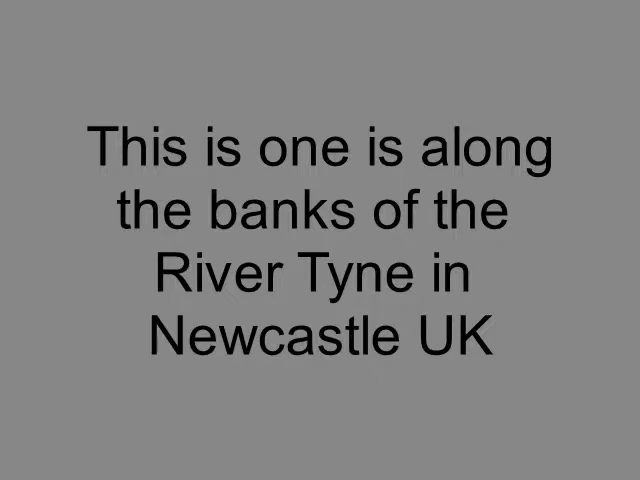 This is one is along
the banks of the
River Tyne in
Newcastle UK